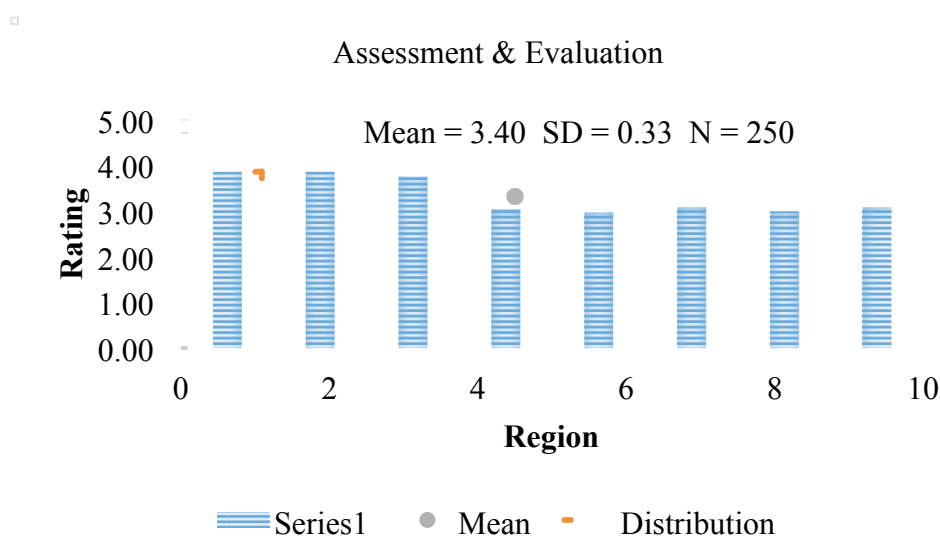 Assessment & Evaluation
Mean = 3.40 SD = 0.33 N = 250
5.00
4.00
3.00
2.00
1.00
0.00
Rating
0 2 4 6 8 10
Region
Series1 Mean Distribution